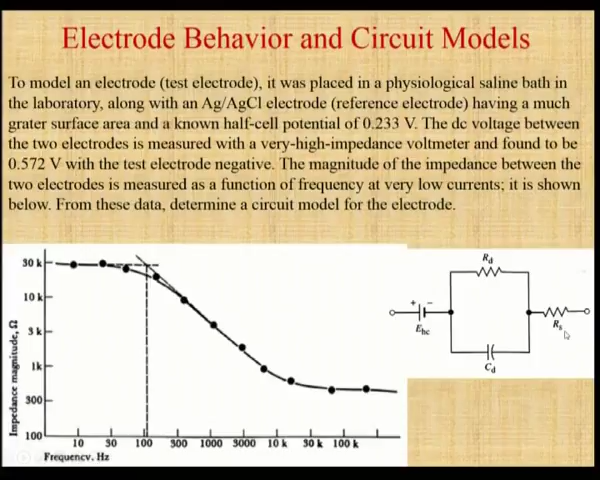 Electrode Behavior and Circuit Models
To model an electrode (test electrode), it was placed in a physiological saline bath in
the laboratory, along with an Ag/AgCl electrode (reference electrode) having a much
grater surface area and a known half-cell potential of 0.233 V. The dc voltage between
the two electrodes is measured with a very-high-impedance voltmeter and found to be
0.572 V with the test electrode negative. The magnitude of the impedance between the
two electrodes is measured as a function of frequency at very low currents; it is shown
below. From these data, determine a circuit model for the electrode.
Impedance magnitude, Ω
30 k
10 k
3 k
1k
300
100
10 30 100 300 1000 3000 10 k 30 k 100 k
Frequency, Hz
+ −
Ehc
Rd
Cd
Rs